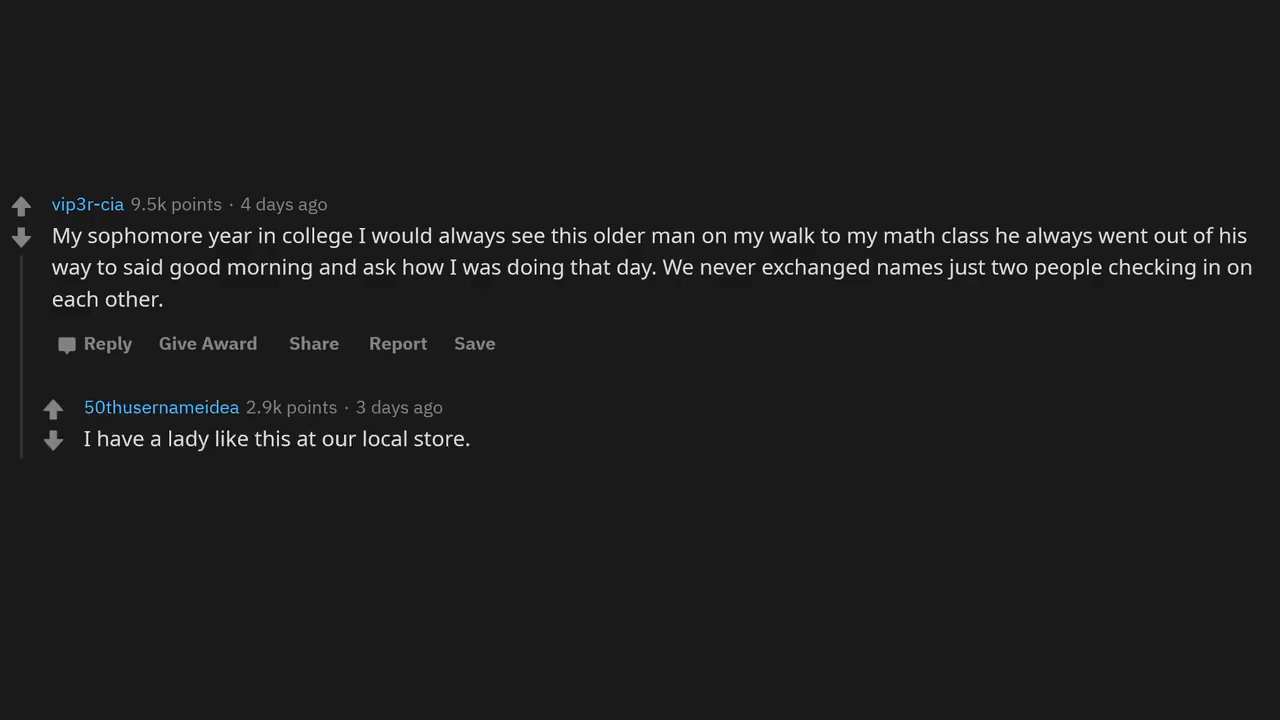 vip3r-cia 9.5k points · 4 days ago
My sophomore year in college I would always see this older man on my walk to my math class he always went out of his
way to said good morning and ask how I was doing that day. We never exchanged names just two people checking in on
each other.
Reply Give Award Share Report Save
50thusernameidea 2.9k points · 3 days ago
I have a lady like this at our local store.